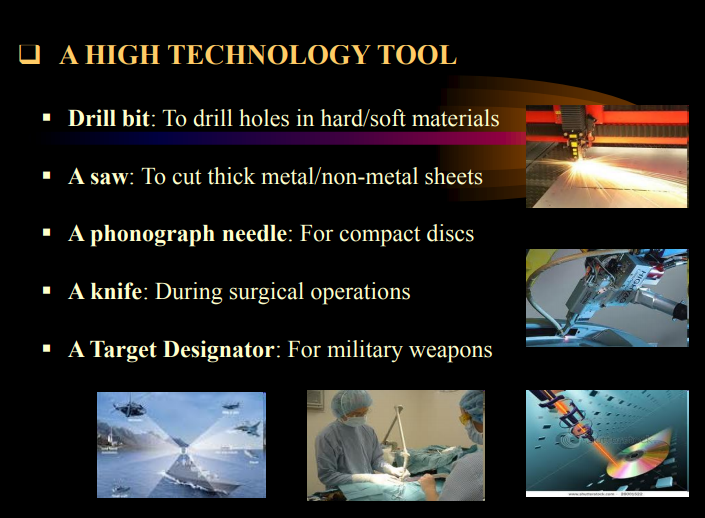 ❑ A HIGH TECHNOLOGY TOOL
▪ Drill bit: To drill holes in hard/soft materials
▪ A saw: To cut thick metal/non-metal sheets
▪ A phonograph needle: For compact discs
▪ A knife: During surgical operations
▪ A Target Designator: For military weapons